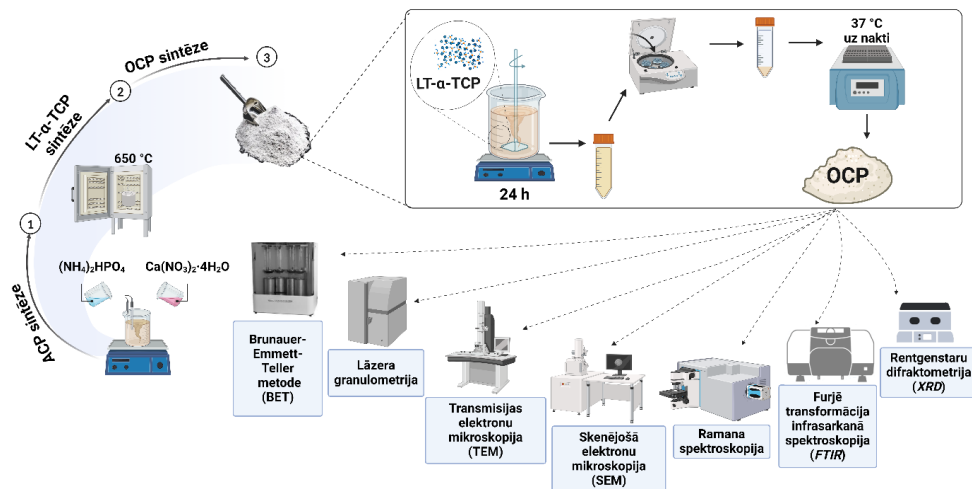 OCP sintēze
3
2
LT-α-TCP
sintēze
650 °C
1
ACP sintēze
(NH₄)₂HPO₄
Ca(NO₃)₂·4H₂O
LT-α-TCP
24 h
37 °C
uz nakti
OCP
Brunauer-
Emmett-
Teller
metode
(BET)
Lāzera
granulometrija
Transmisijas
elektronu
mikroskopija
(TEM)
Skenējošā
elektronu
mikroskopija
(SEM)
Ramana
spektroskopija
Furjē
transformācija
infrasarkanā
spektroskopija
(FTIR)
Rentgenstaru
difraktometrija
(XRD)